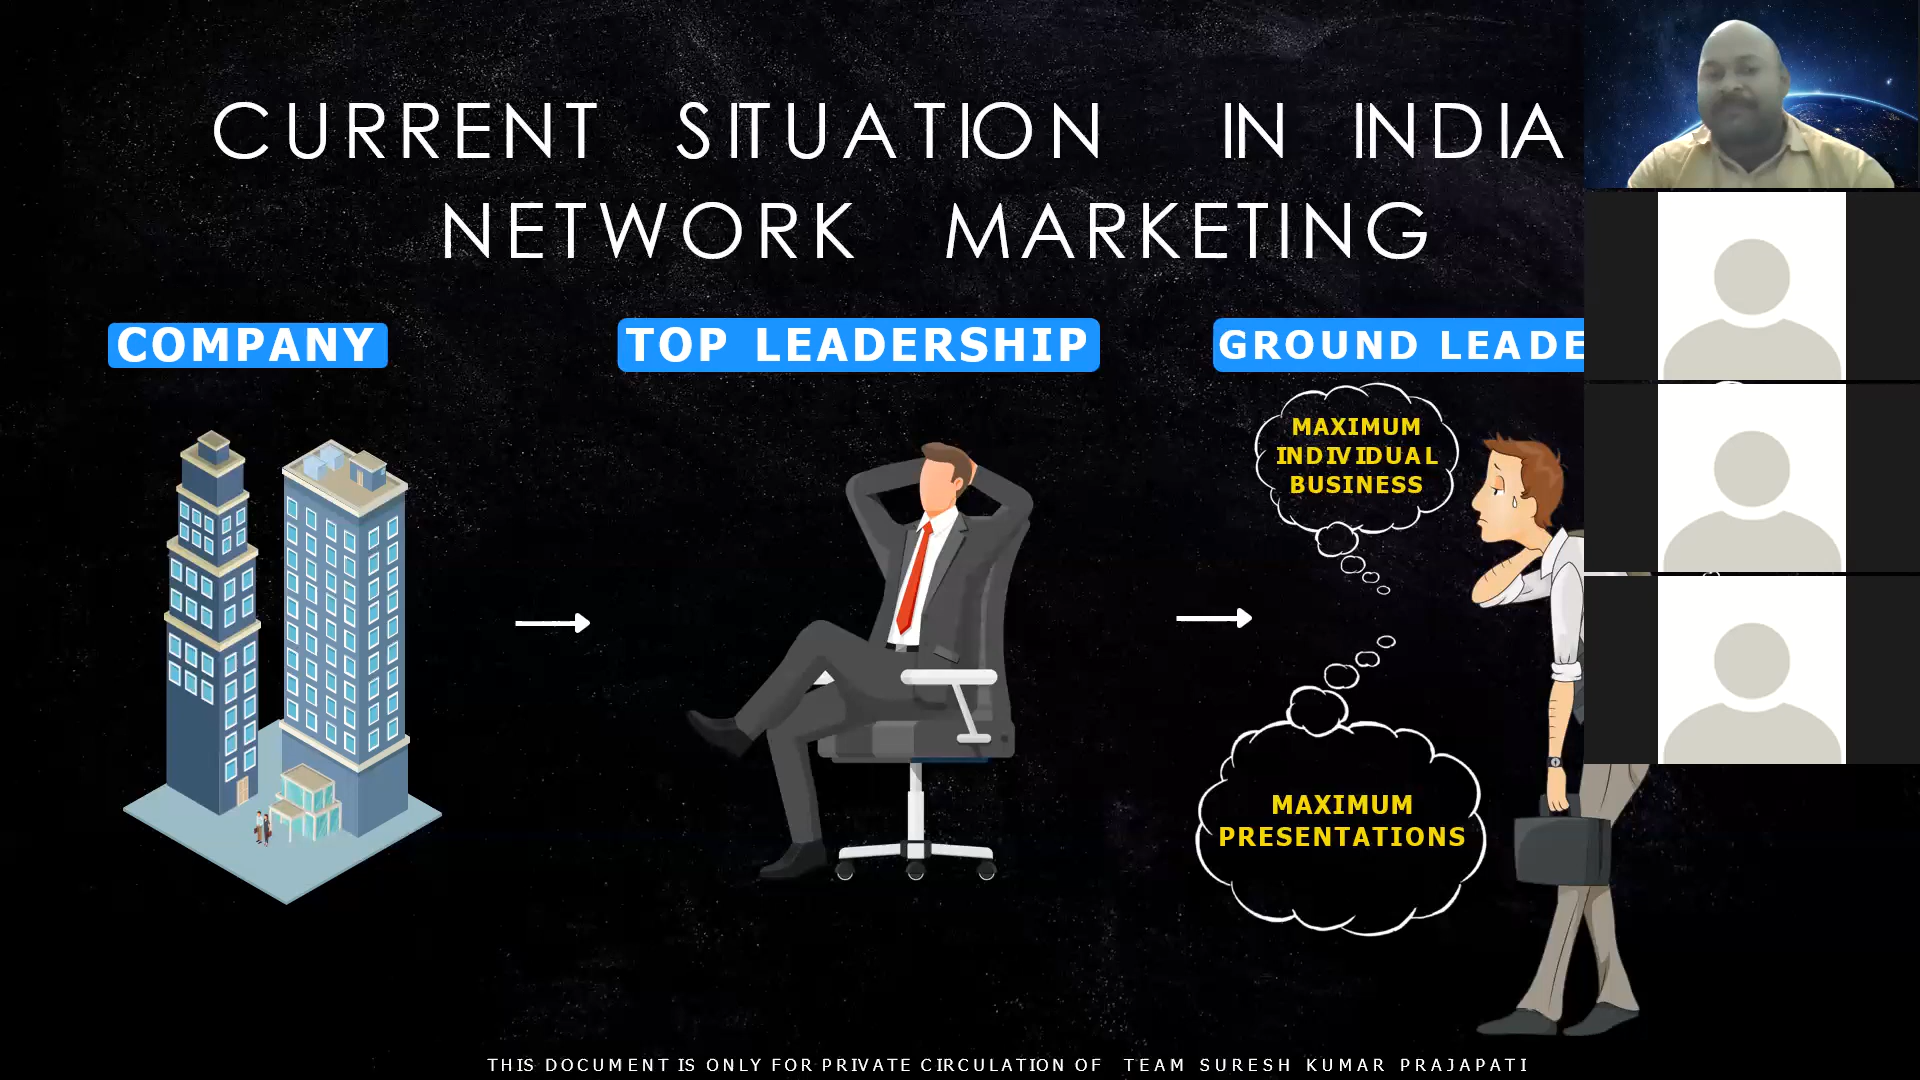 CURRENT SITUATION IN INDIA
NETWORK MARKETING
COMPANY
TOP LEADERSHIP
GROUND LEADE
MAXIMUM
INDIVIDUAL
BUSINESS
MAXIMUM
PRESENTATIONS
THIS DOCUMENT IS ONLY FOR PRIVATE CIRCULATION OF TEAM SURESH KUMAR PRAJAPATI